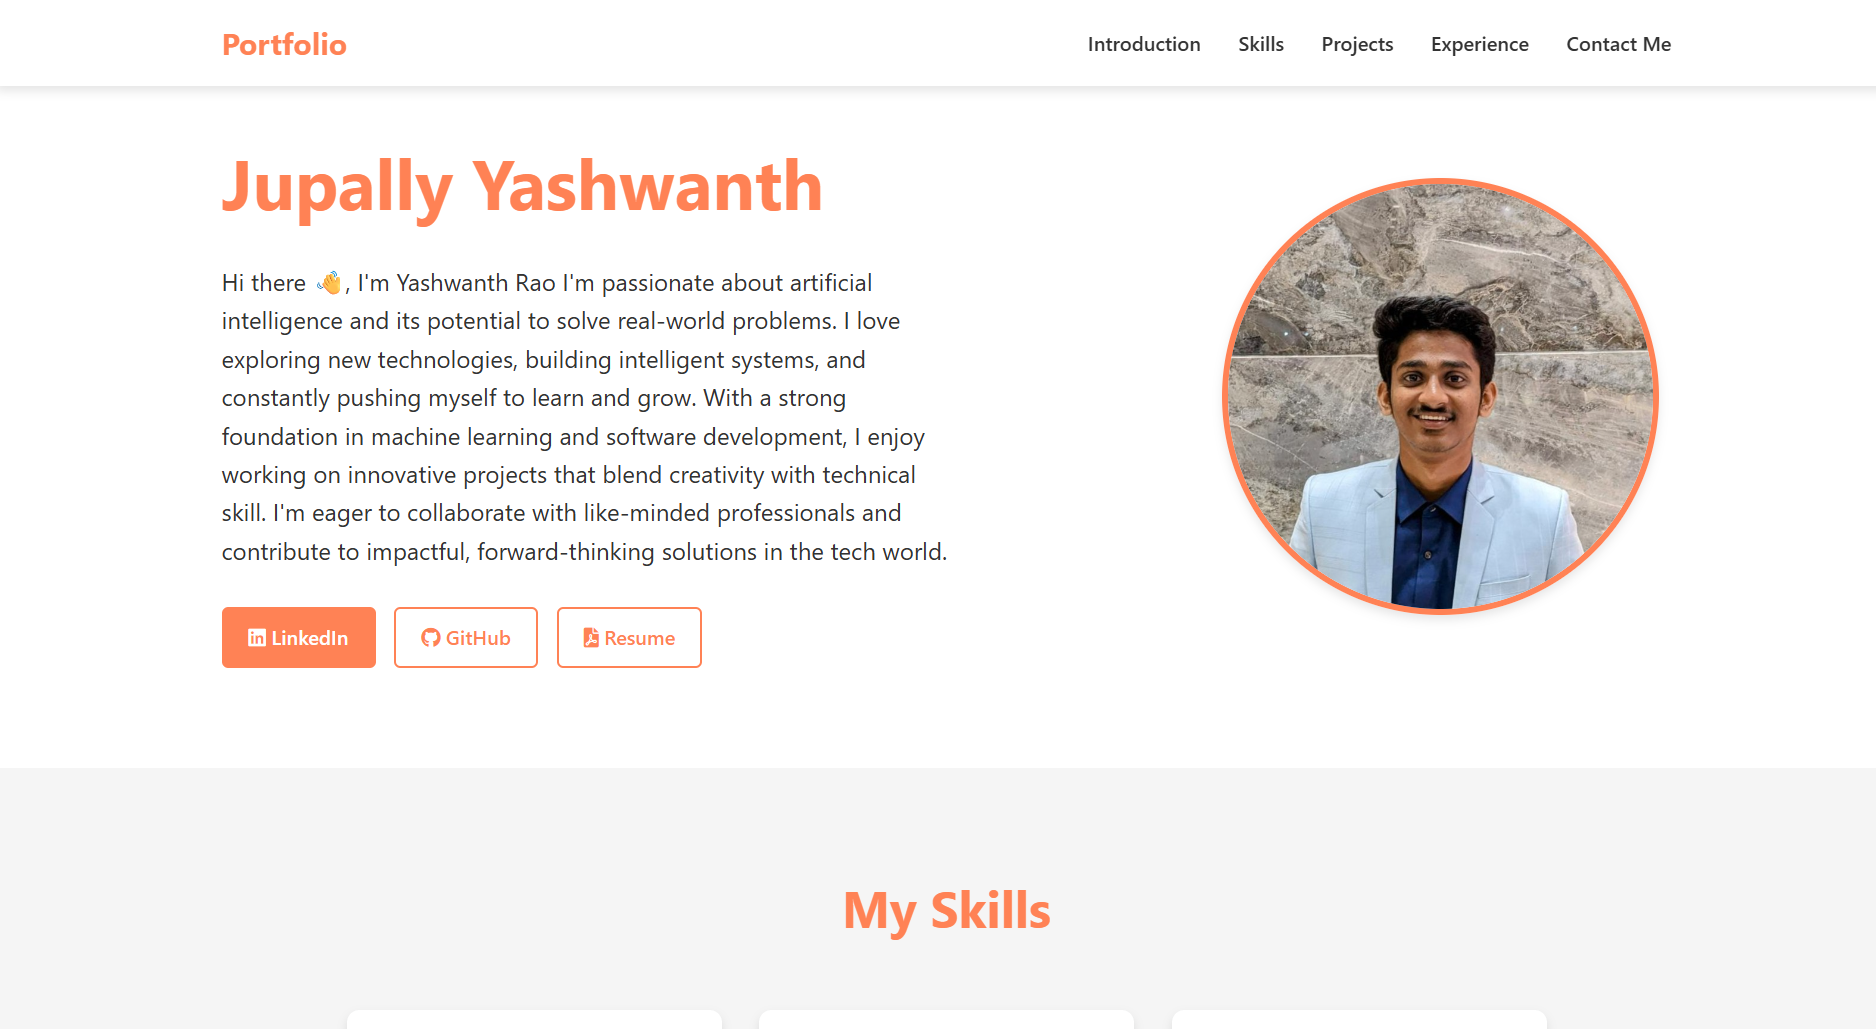 Portfolio
Introduction Skills Projects Experience Contact Me
Jupally Yashwanth
Hi there 👋, I'm Yashwanth Rao I'm passionate about artificial
intelligence and its potential to solve real-world problems. I love
exploring new technologies, building intelligent systems, and
constantly pushing myself to learn and grow. With a strong
foundation in machine learning and software development, I enjoy
working on innovative projects that blend creativity with technical
skill. I'm eager to collaborate with like-minded professionals and
contribute to impactful, forward-thinking solutions in the tech world.
LinkedIn GitHub Resume
My Skills